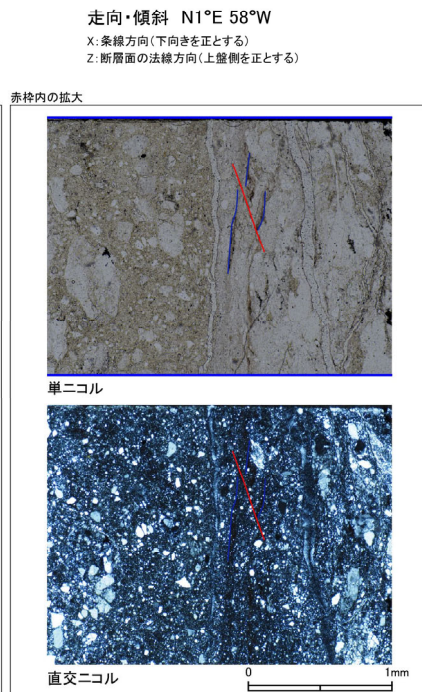 走向・傾斜 N1°E 58°W
X:条線方向(下向きを正とする)
Z:断層面の法線方向(上盤側を正とする)
赤枠内の拡大
単ニコル
直交ニコル
0 1mm